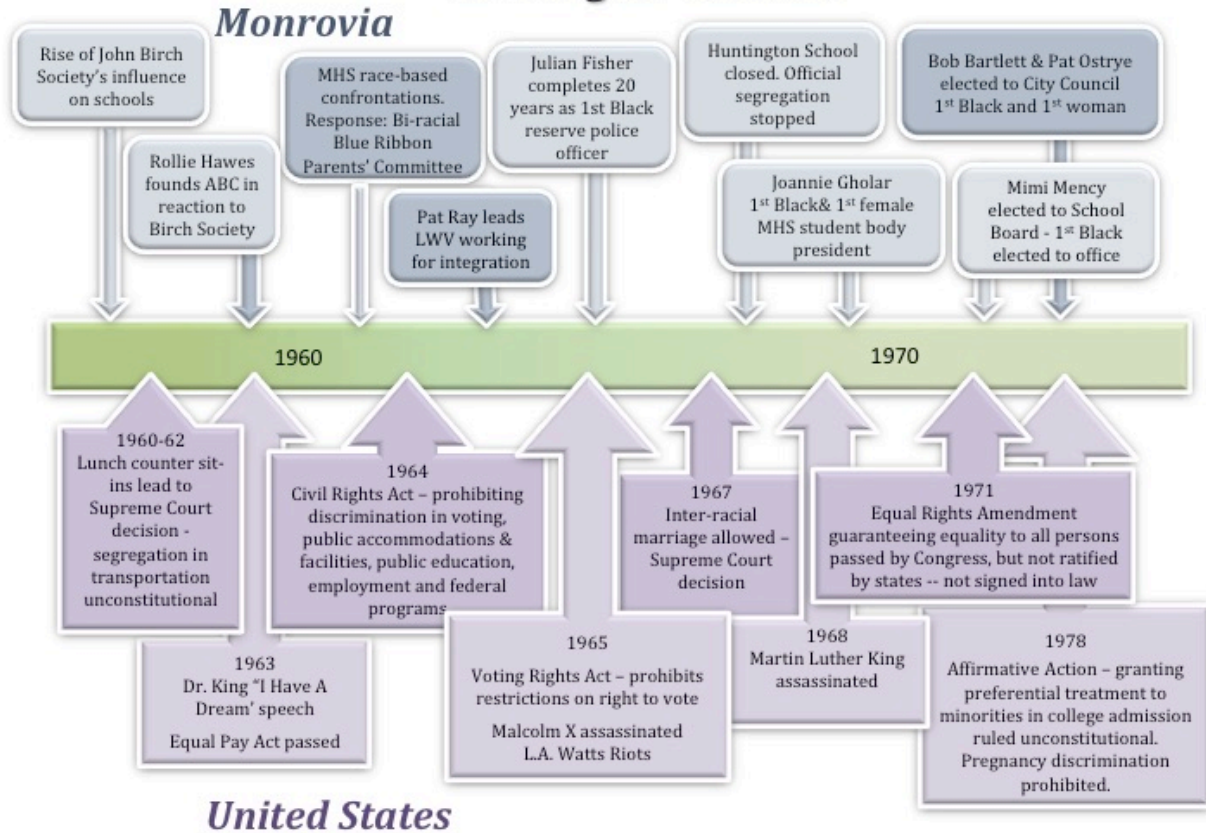 Monrovia
Rise of John Birch
Society's influence
on schools
Rollie Hawes
founds ABC in
reaction to
Birch Society
MHS race-based
confrontations.
Response: Bi-racial
Blue Ribbon
Parents' Committee
Pat Ray leads
LWV working
for integration
Julian Fisher
completes 20
years as 1st Black
reserve police
officer
Huntington School
closed. Official
segregation
stopped
Joannie Gholar
1st Black& 1st female
MHS student body
president
Bob Bartlett & Pat Ostrye
elected to City Council
1st Black and 1st woman
Mimi Mency
elected to School
Board - 1st Black
elected to office
1960
1970
1960-62
Lunch counter sit-
ins lead to
Supreme Court
decision -
segregation in
transportation
unconstitutional
1963
Dr. King "I Have A
Dream' speech
Equal Pay Act passed
1964
Civil Rights Act – prohibiting
discrimination in voting,
public accommodations &
facilities, public education,
employment and federal
programs
1965
Voting Rights Act – prohibits
restrictions on right to vote
Malcolm X assassinated
L.A. Watts Riots
1967
Inter-racial
marriage allowed –
Supreme Court
decision
1968
Martin Luther King
assassinated
1971
Equal Rights Amendment
guaranteeing equality to all persons
passed by Congress, but not ratified
by states -- not signed into law
1978
Affirmative Action – granting
preferential treatment to
minorities in college admission
ruled unconstitutional.
Pregnancy discrimination
prohibited.
United States